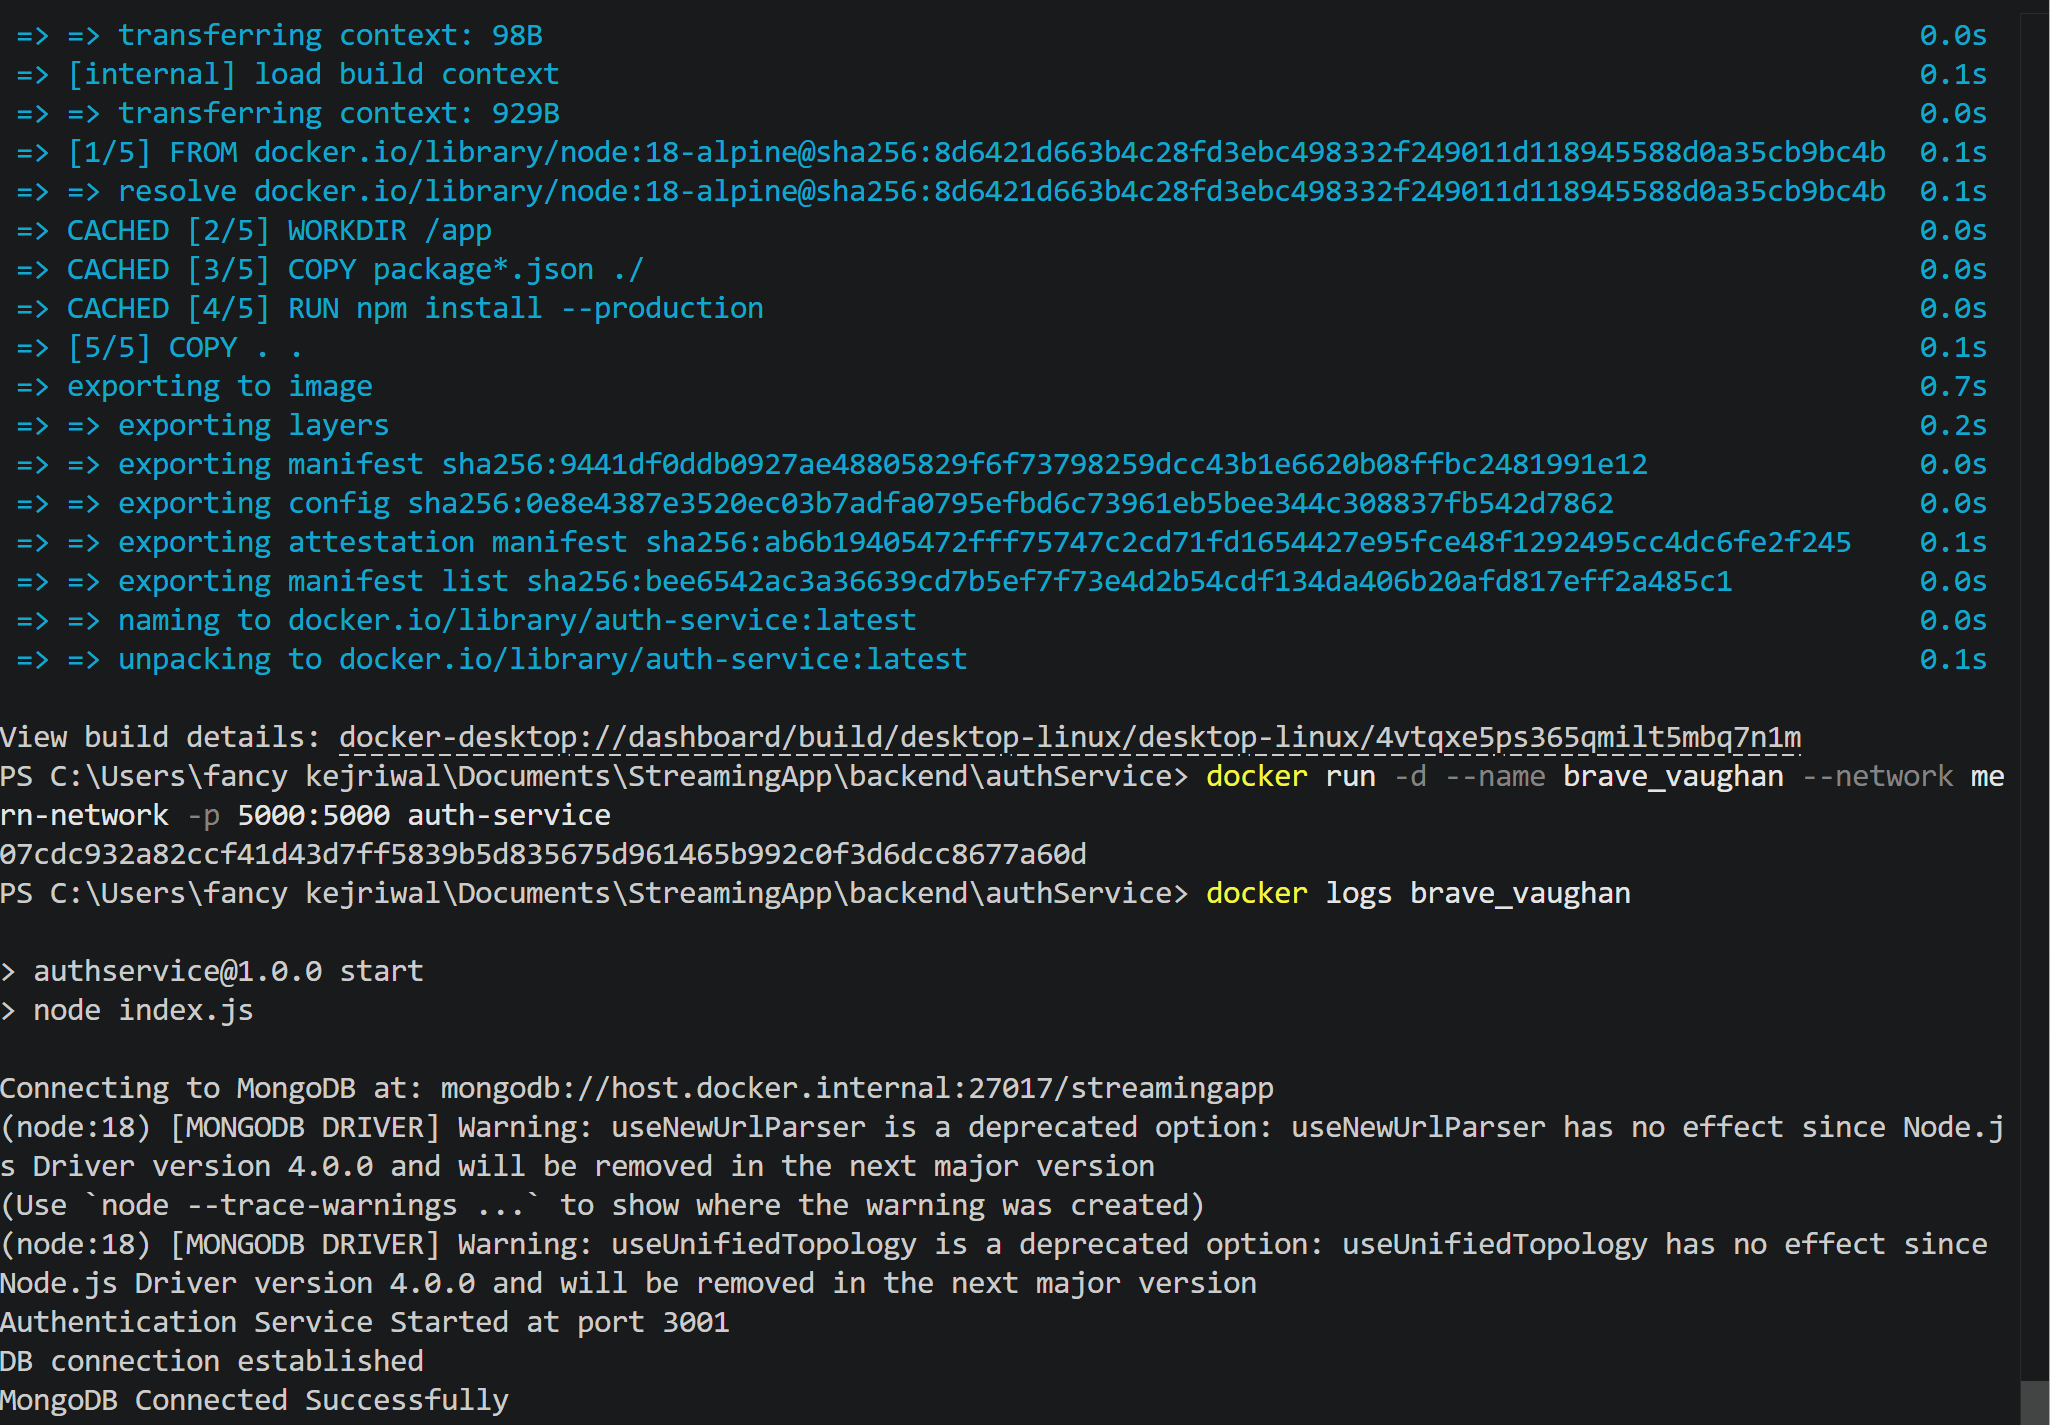 => => transferring context: 98B 0.0s
=> [internal] load build context 0.1s
=> => transferring context: 929B 0.0s
=> [1/5] FROM docker.io/library/node:18-alpine@sha256:8d6421d663b4c28fd3ebc498332f249011d118945588d0a35cb9bc4b 0.1s
=> => resolve docker.io/library/node:18-alpine@sha256:8d6421d663b4c28fd3ebc498332f249011d118945588d0a35cb9bc4b 0.1s
=> CACHED [2/5] WORKDIR /app 0.0s
=> CACHED [3/5] COPY package*.json ./ 0.0s
=> CACHED [4/5] RUN npm install --production 0.0s
=> [5/5] COPY . . 0.1s
=> exporting to image 0.7s
=> => exporting layers 0.2s
=> => exporting manifest sha256:9441df0ddb0927ae48805829f6f73798259dcc43b1e6620b08ffbc2481991e12 0.0s
=> => exporting config sha256:0e8e4387e3520ec03b7adfa0795efbd6c73961eb5bee344c308837fb542d7862 0.0s
=> => exporting attestation manifest sha256:ab6b19405472fff75747c2cd71fd1654427e95fce48f1292495cc4dc6fe2f245 0.1s
=> => exporting manifest list sha256:bee6542ac3a36639cd7b5ef7f73e4d2b54cdf134da406b20afd817eff2a485c1 0.0s
=> => naming to docker.io/library/auth-service:latest 0.0s
=> => unpacking to docker.io/library/auth-service:latest 0.1s
View build details: docker-desktop://dashboard/build/desktop-linux/desktop-linux/4vtqxe5ps365qmilt5mbq7n1m
PS C:\Users\fancy kejriwal\Documents\StreamingApp\backend\authService> docker run -d --name brave_vaughan --network me
rn-network -p 5000:5000 auth-service
07cdc932a82ccf41d43d7ff5839b5d835675d961465b992c0f3d6dcc8677a60d
PS C:\Users\fancy kejriwal\Documents\StreamingApp\backend\authService> docker logs brave_vaughan
> authservice@1.0.0 start
> node index.js
Connecting to MongoDB at: mongodb://host.docker.internal:27017/streamingapp
(node:18) [MONGODB DRIVER] Warning: useNewUrlParser is a deprecated option: useNewUrlParser has no effect since Node.j
s Driver version 4.0.0 and will be removed in the next major version
(Use `node --trace-warnings ...` to show where the warning was created)
(node:18) [MONGODB DRIVER] Warning: useUnifiedTopology is a deprecated option: useUnifiedTopology has no effect since
Node.js Driver version 4.0.0 and will be removed in the next major version
Authentication Service Started at port 3001
DB connection established
MongoDB Connected Successfully